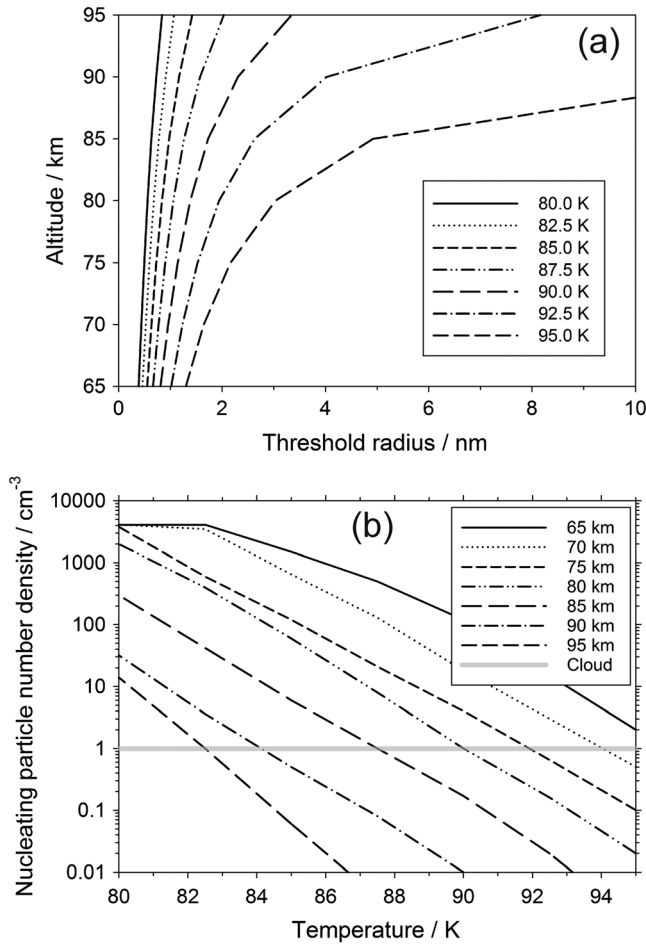 (a)
Altitude / km
95
90
85
80
75
70
65
80.0 K
82.5 K
85.0 K
87.5 K
90.0 K
92.5 K
95.0 K
0 2 4 6 8 10
Threshold radius / nm
(b)
Nucleating particle number density / cm-3
10000
1000
100
10
1
0.1
0.01
65 km
70 km
75 km
80 km
85 km
90 km
95 km
Cloud
80 82 84 86 88 90 92 94
Temperature / K